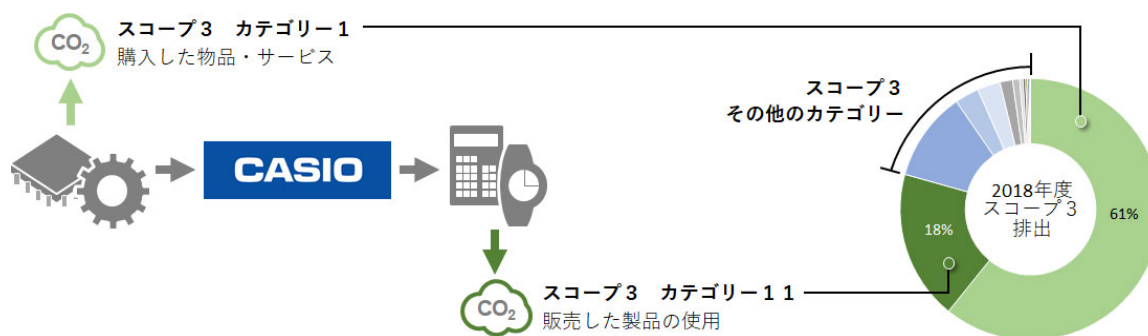 CO2
スコープ３　カテゴリー１
購入した物品・サービス
CASIO
CO2
スコープ３　カテゴリー１１
販売した製品の使用
スコープ３
その他のカテゴリー
2018年度
スコープ３
排出
61%
18%